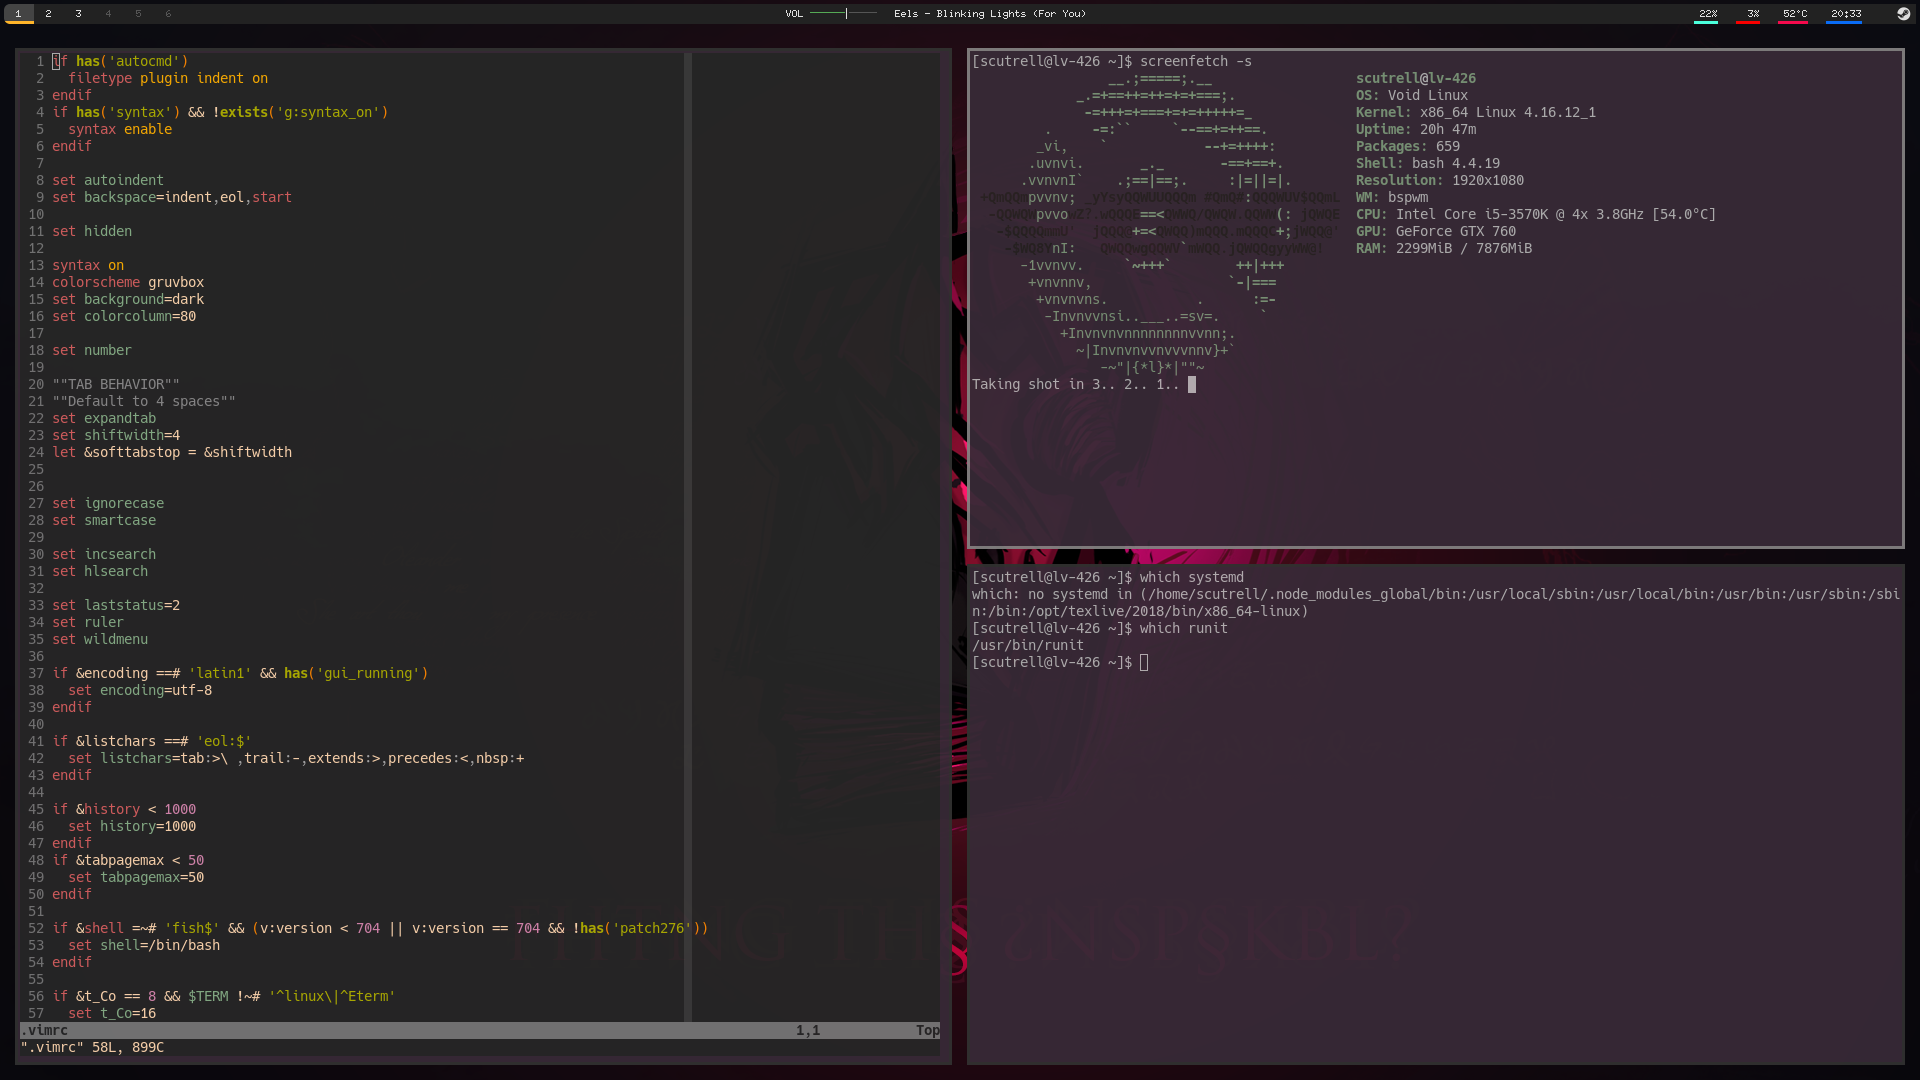 1 2 3 4 5 6 VOL Eels - Blinking Lights (For You) 22% 3% 52°C 20:33
1 if has('autocmd')
2   filetype plugin indent on
3 endif
4 if has('syntax') && !exists('g:syntax_on')
5   syntax enable
6 endif
7
8 set autoindent
9 set backspace=indent,eol,start
10
11 set hidden
12
13 syntax on
14 colorscheme gruvbox
15 set background=dark
16 set colorcolumn=80
17
18 set number
19
20 ""TAB BEHAVIOR""
21 ""Default to 4 spaces""
22 set expandtab
23 set shiftwidth=4
24 let &softtabstop = &shiftwidth
25
26
27 set ignorecase
28 set smartcase
29
30 set incsearch
31 set hlsearch
32
33 set laststatus=2
34 set ruler
35 set wildmenu
36
37 if &encoding ==# 'latin1' && has('gui_running')
38   set encoding=utf-8
39 endif
40
41 if &listchars ==# 'eol:$'
42   set listchars=tab:>\ ,trail:-,extends:>,precedes:<,nbsp:+
43 endif
44
45 if &history < 1000
46   set history=1000
47 endif
48 if &tabpagemax < 50
49   set tabpagemax=50
50 endif
51
52 if &shell =~# 'fish$' && (v:version < 704 || v:version == 704 && !has('patch276'))
53   set shell=/bin/bash
54 endif
55
56 if &t_Co == 8 && $TERM !~# '^linux\|^Eterm'
57   set t_Co=16
.vimrc 1,1 Top
".vimrc" 58L, 899C
[scutrell@lv-426 ~]$ screenfetch -s
scutrell@lv-426
OS: Void Linux
Kernel: x86_64 Linux 4.16.12_1
Uptime: 20h 47m
Packages: 659
Shell: bash 4.4.19
Resolution: 1920x1080
WM: bspwm
CPU: Intel Core i5-3570K @ 4x 3.8GHz [54.0°C]
GPU: GeForce GTX 760
RAM: 2299MiB / 7876MiB
Taking shot in 3.. 2.. 1..
[scutrell@lv-426 ~]$ which systemd
which: no systemd in (/home/scutrell/.node_modules_global/bin:/usr/local/sbin:/usr/local/bin:/usr/bin:/usr/sbin:/sbi
n:/bin:/opt/texlive/2018/bin/x86_64-linux)
[scutrell@lv-426 ~]$ which runit
/usr/bin/runit
[scutrell@lv-426 ~]$